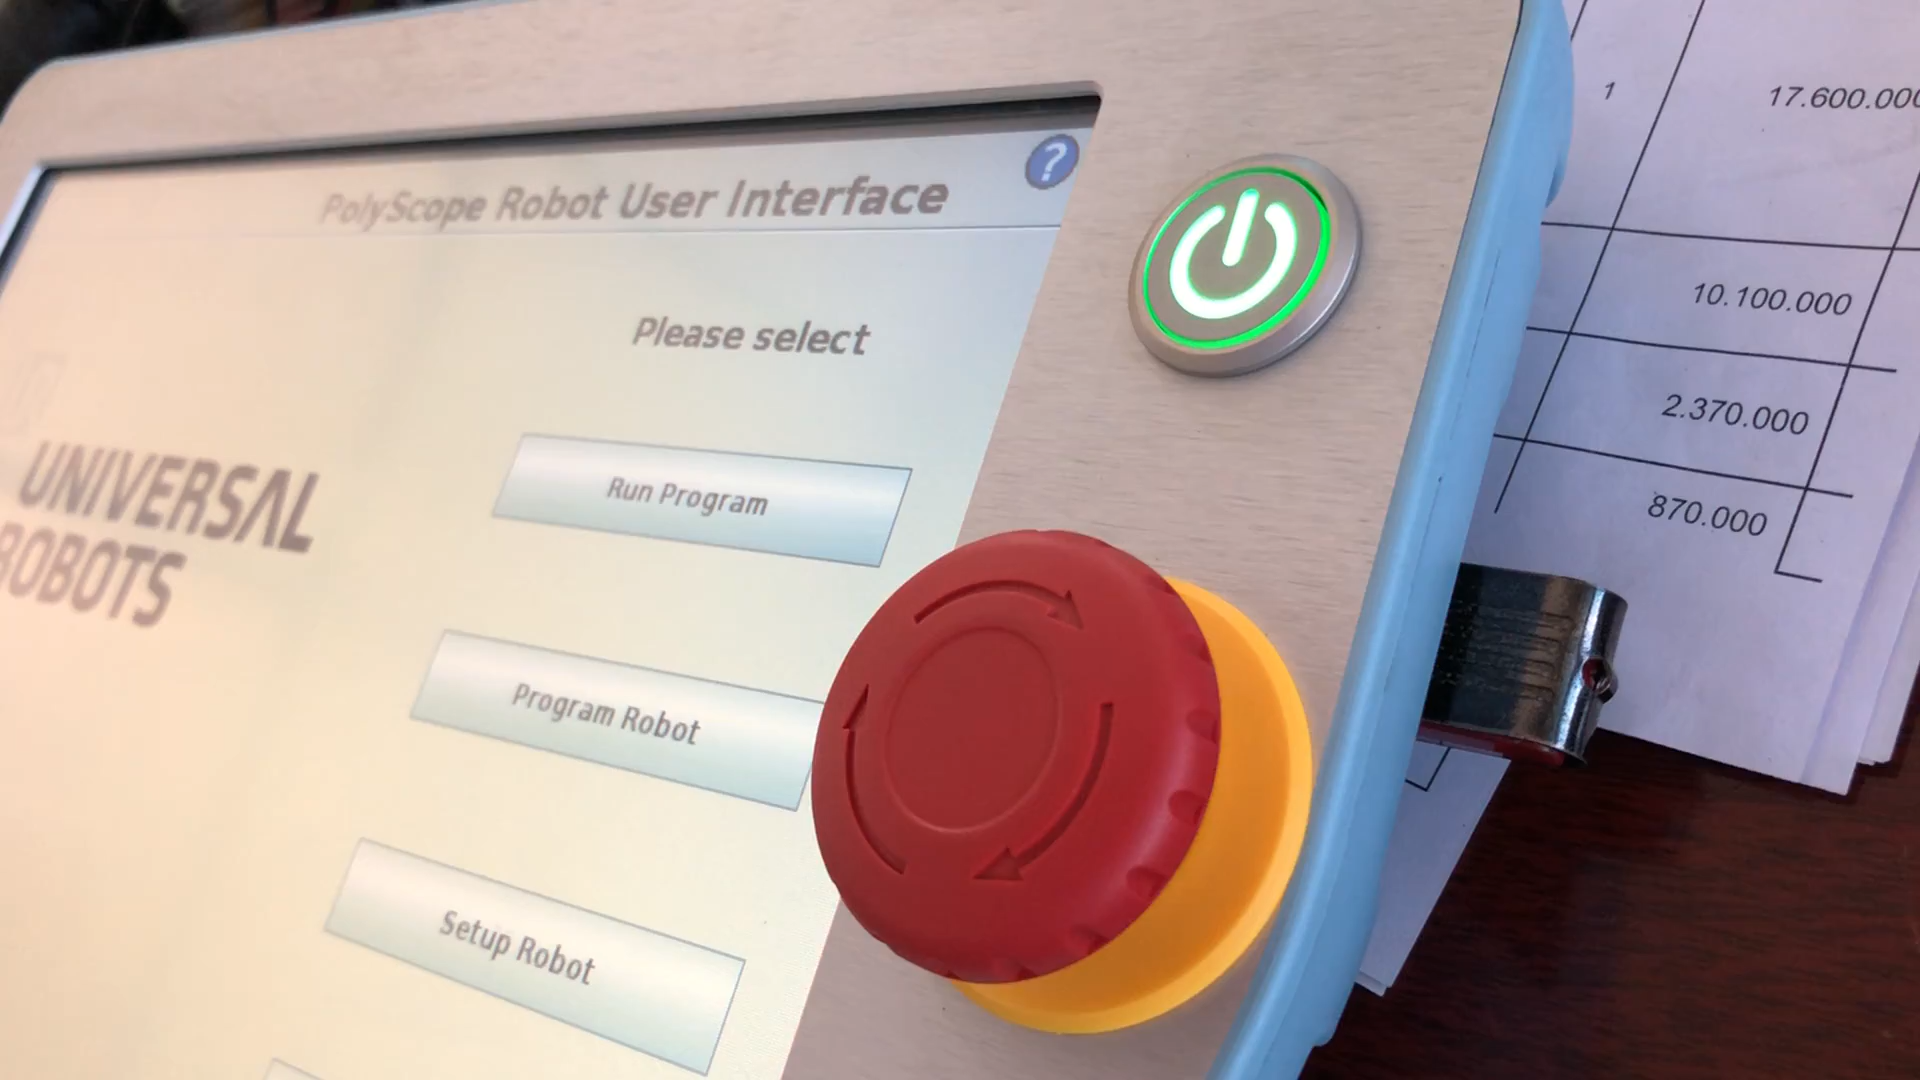 PolyScope Robot User Interface
?
Please select
UNIVERSAL
ROBOTS
Run Program
Program Robot
Setup Robot
1
17.600.000
10.100.000
2.370.000
870.000